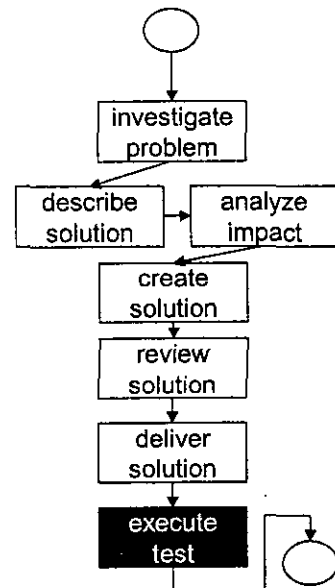 investigate
problem
describe
solution
analyze
impact
create
solution
review
solution
deliver
solution
execute
test